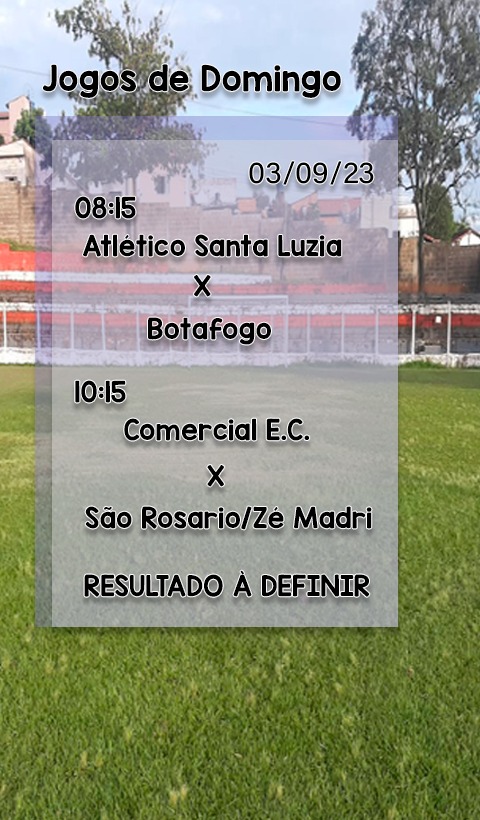 Jogos de Domingo
03/09/23
08:15
Atlético Santa Luzia
X
Botafogo
10:15
Comercial E.C.
X
São Rosario/Zé Madri
RESULTADO À DEFINIR